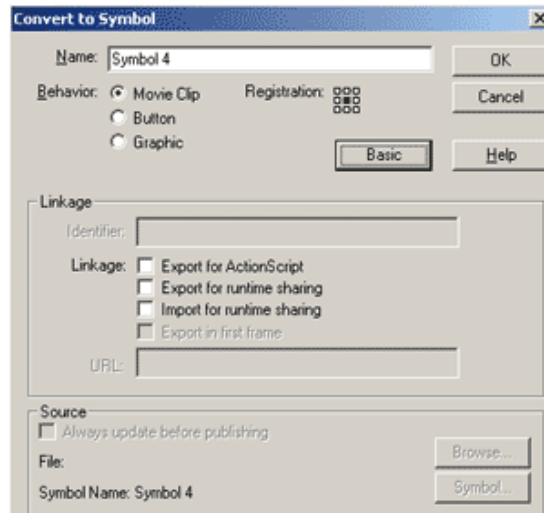 Convert to Symbol
Name: Symbol 4 OK
Behavior: Movie Clip Registration: Cancel
Button
Graphic
Basic Help
Linkage
Identifier:
Linkage: Export for ActionScript
Export for runtime sharing
Import for runtime sharing
Export in first frame
URL:
Source
Always update before publishing
File: Browse...
Symbol Name: Symbol 4 Symbol...